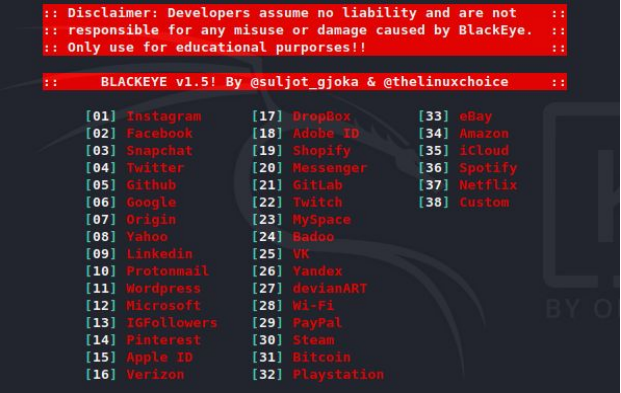 :: Disclaimer: Developers assume no liability and are not ::
:: responsible for any misuse or damage caused by BlackEye. ::
:: Only use for educational purporses!! ::
:: BLACKEYE v1.5! By @suljot_gjoka & @thelinuxchoice ::
[01] Instagram [17] DropBox [33] eBay
[02] Facebook [18] Adobe ID [34] Amazon
[03] Snapchat [19] Shopify [35] iCloud
[04] Twitter [20] Messenger [36] Spotify
[05] Github [21] GitLab [37] Netflix
[06] Google [22] Twitch [38] Custom
[07] Origin [23] MySpace
[08] Yahoo [24] Badoo
[09] Linkedin [25] VK
[10] Protonmail [26] Yandex
[11] Wordpress [27] devianART
[12] Microsoft [28] Wi-Fi
[13] IGFollowers [29] PayPal
[14] Pinterest [30] Steam
[15] Apple ID [31] Bitcoin
[16] Verizon [32] Playstation
BY